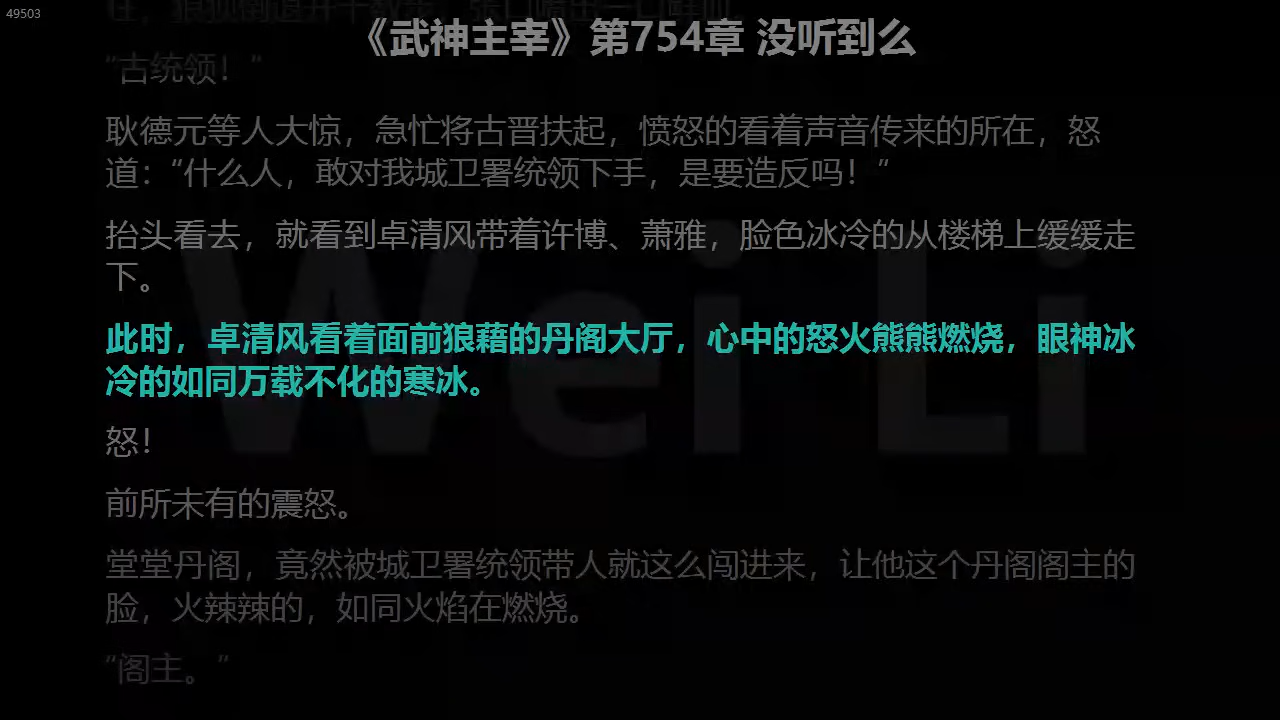 49503
《武神主宰》第754章 没听到么
“古统领！”
耿德元等人大惊，急忙将古晋扶起，愤怒的看着声音传来的所在，怒
道：“什么人，敢对我城卫署统领下手，是要造反吗！”
抬头看去，就看到卓清风带着许博、萧雅，脸色冰冷的从楼梯上缓缓走
下。
此时，卓清风看着面前狼藉的丹阁大厅，心中的怒火熊熊燃烧，眼神冰
冷的如同万载不化的寒冰。
怒！
前所未有的震怒。
堂堂丹阁，竟然被城卫署统领带人就这么闯进来，让他这个丹阁阁主的
脸，火辣辣的，如同火焰在燃烧。
“阁主。”
Wei Li